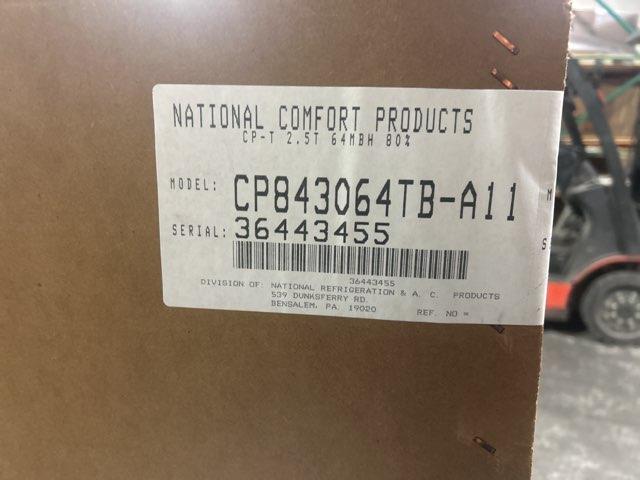 NATIONAL COMFORT PRODUCTS
CP-T 2.5T 64MBH 80%
MODEL: CP843064TB-A11
SERIAL: 36443455
36443455
DIVISION OF: NATIONAL REFRIGERATION & A. C. PRODUCTS
539 DUNKSFERRY RD.
BENSALEM, PA. 19020 REF. NO =
M
S